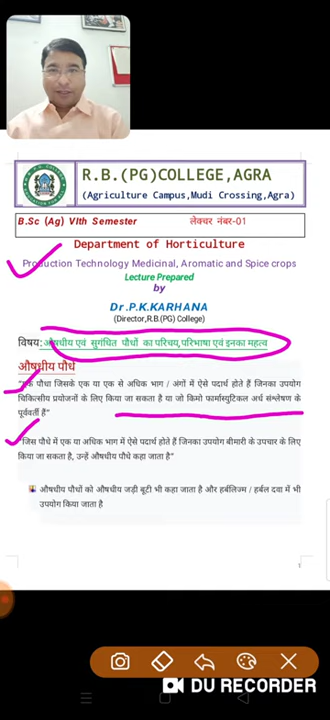 R.B.(PG)COLLEGE,AGRA
(Agriculture Campus,Mudi Crossing,Agra)
B.Sc (Ag) VIth Semester लेक्चर नंबर-01
Department of Horticulture
Production Technology Medicinal, Aromatic and Spice crops
Lecture Prepared
by
Dr.P.K.KARHANA
(Director,R.B.(PG) College)
विषय: औषधीय एवं सुगंधित पौधों का परिचय,परिभाषा एवं इनका महत्व
औषधीय पौधे
"एक पौधा जिसके एक या एक से अधिक भाग / अंगों में ऐसे पदार्थ होते हैं जिनका उपयोग
चिकित्सीय प्रयोजनों के लिए किया जा सकता है या जो किमो फार्मास्युटिकल अर्ध संश्लेषण के
पूर्ववर्ती हैं"
"जिस पौधे में एक या अधिक भाग में ऐसे पदार्थ होते हैं जिनका उपयोग बीमारी के उपचार के लिए
किया जा सकता है, उन्हें औषधीय पौधे कहा जाता है"
औषधीय पौधों को औषधीय जड़ी बूटी भी कहा जाता है और हर्बलिज्म / हर्बल दवा में भी
उपयोग किया जाता है
1
DU RECORDER